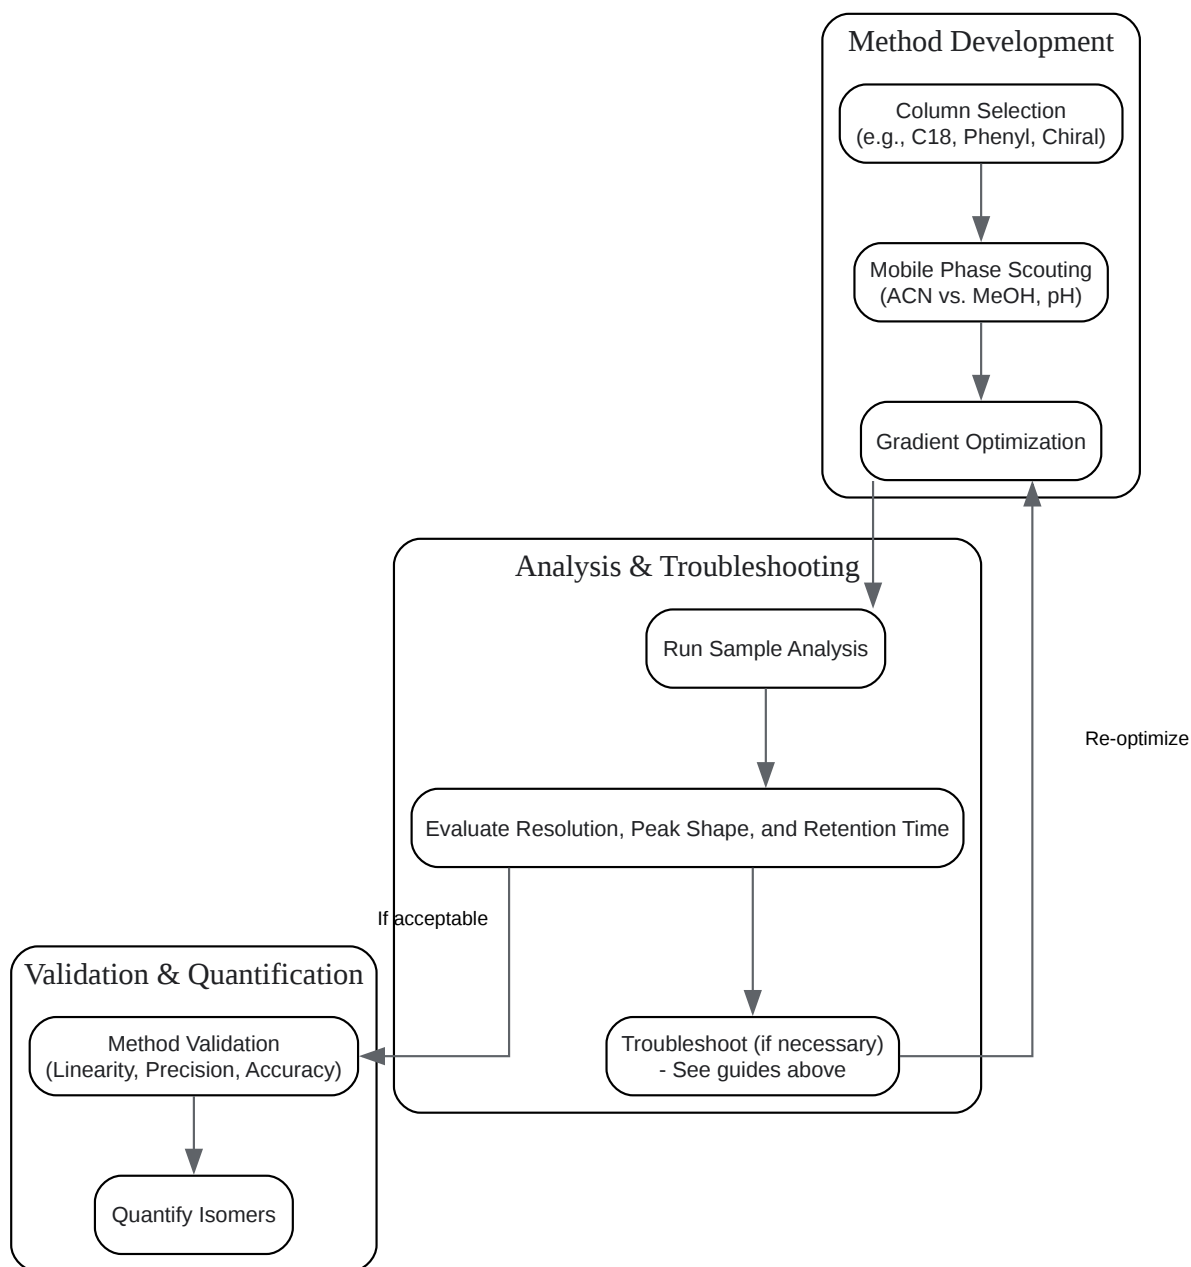 Method Development
Column Selection
(e.g., C18, Phenyl, Chiral)
Mobile Phase Scouting
(ACN vs. MeOH, pH)
Gradient Optimization
Analysis & Troubleshooting
Run Sample Analysis
Re-optimize
Evaluate Resolution, Peak Shape, and Retention Time
If acceptable
Validation & Quantification
Method Validation
(Linearity, Precision, Accuracy)
Troubleshoot (if necessary)
- See guides above
Quantify Isomers